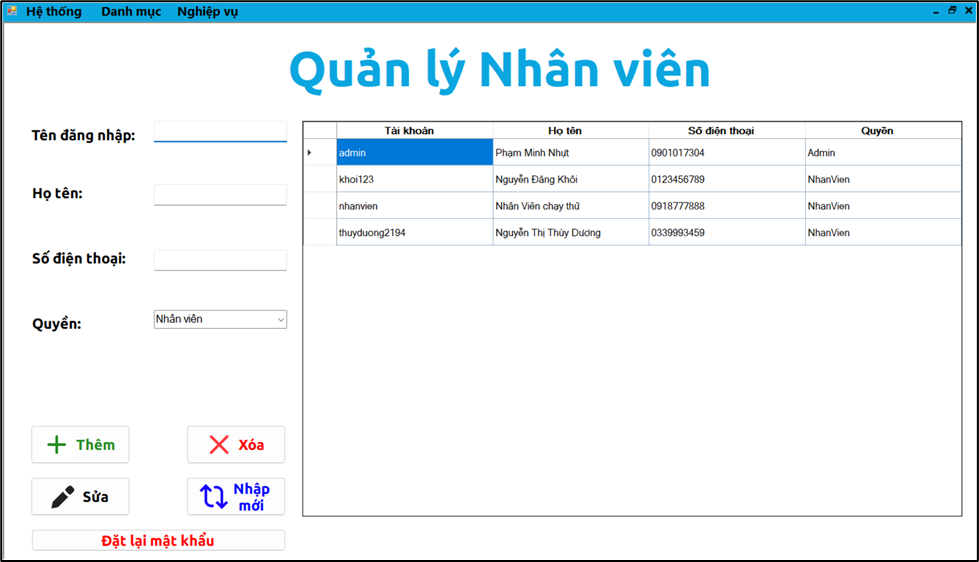 Hệ thống Danh mục Nghiệp vụ
Quản lý Nhân viên
Tên đăng nhập:
Họ tên:
Số điện thoại:
Quyền:
Nhân viên
Tài khoản Họ tên Số điện thoại Quyền
admin Phạm Minh Nhựt 0901017304 Admin
khoi123 Nguyễn Đăng Khôi 0123456789 NhanVien
nhanvien Nhân Viên chạy thử 0918777888 NhanVien
thuyduong2194 Nguyễn Thị Thùy Dương 0339993459 NhanVien
Thêm
Xóa
Sửa
Nhập
mới
Đặt lại mật khẩu